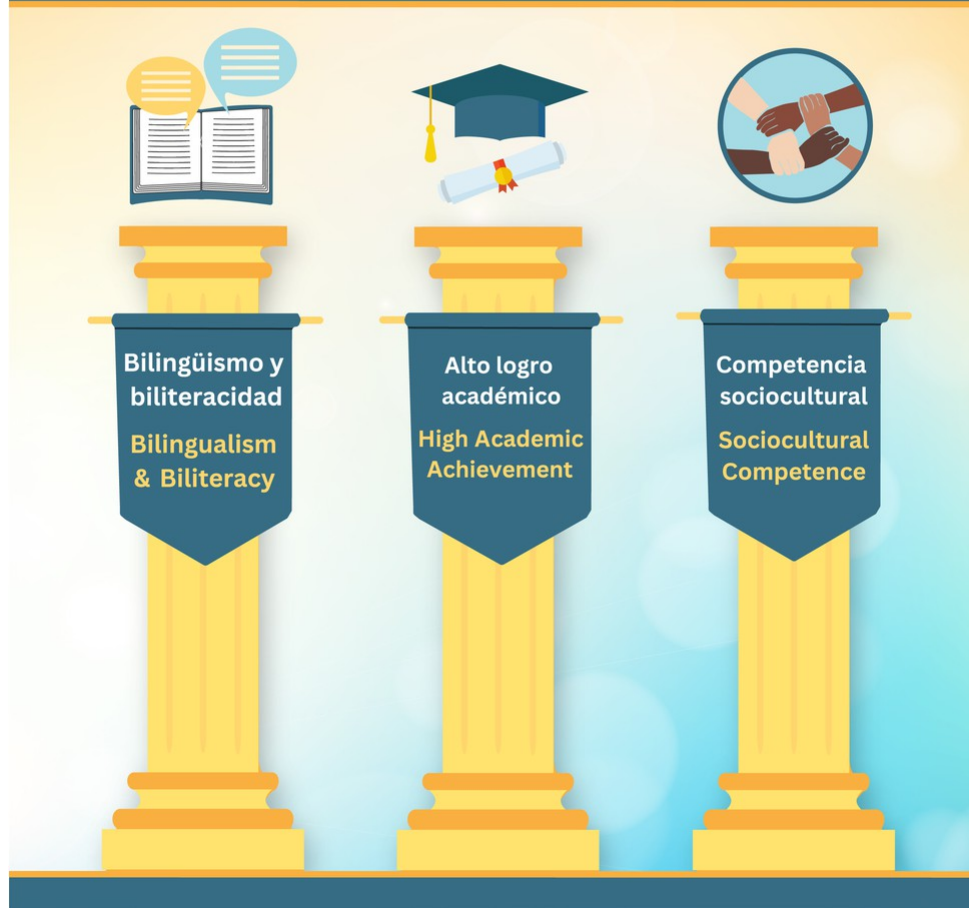 Bilingüismo y
biliteracidad
Bilingualism
& Biliteracy
Alto logro
académico
High Academic
Achievement
Competencia
sociocultural
Sociocultural
Competence